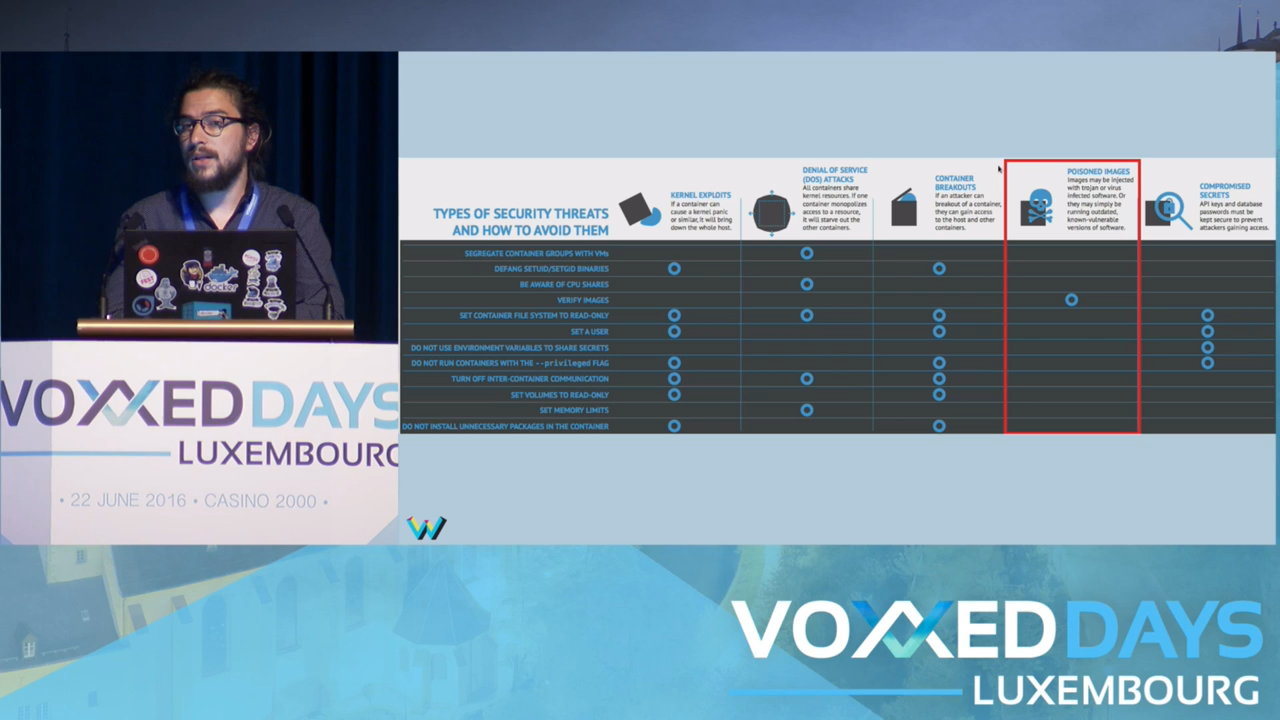 TYPES OF SECURITY THREATS
AND HOW TO AVOID THEM
KERNEL EXPLOITS
If a container can
cause a kernel panic
or similar, it will bring
down the whole host.
DENIAL OF SERVICE
(DOS) ATTACKS
All containers share
kernel resources. If one
container monopolizes
access to a resource,
it will starve out the
other containers.
CONTAINER
BREAKOUTS
If an attacker can
breakout of a container,
they can gain access
to the host and other
containers.
POISONED IMAGES
Images may be injected
with trojan or virus
infected software. Or
they may simply be
running outdated,
known-vulnerable
versions of software.
COMPROMISED
SECRETS
API keys and database
passwords must be
kept secure to prevent
attackers gaining access.
SEGREGATE CONTAINER GROUPS WITH VMs
DEFANG SETUID/SETGID BINARIES
BE AWARE OF CPU SHARES
VERIFY IMAGES
SET CONTAINER FILE SYSTEM TO READ-ONLY
SET A USER
DO NOT USE ENVIRONMENT VARIABLES TO SHARE SECRETS
DO NOT RUN CONTAINERS WITH THE --privileged FLAG
TURN OFF INTER-CONTAINER COMMUNICATION
SET VOLUMES TO READ-ONLY
SET MEMORY LIMITS
DO NOT INSTALL UNNECESSARY PACKAGES IN THE CONTAINER
docker
VOXXED DAYS
LUXEMBOURG
• 22 JUNE 2016 • CASINO 2000 •
W
VOXXED DAYS
LUXEMBOURG